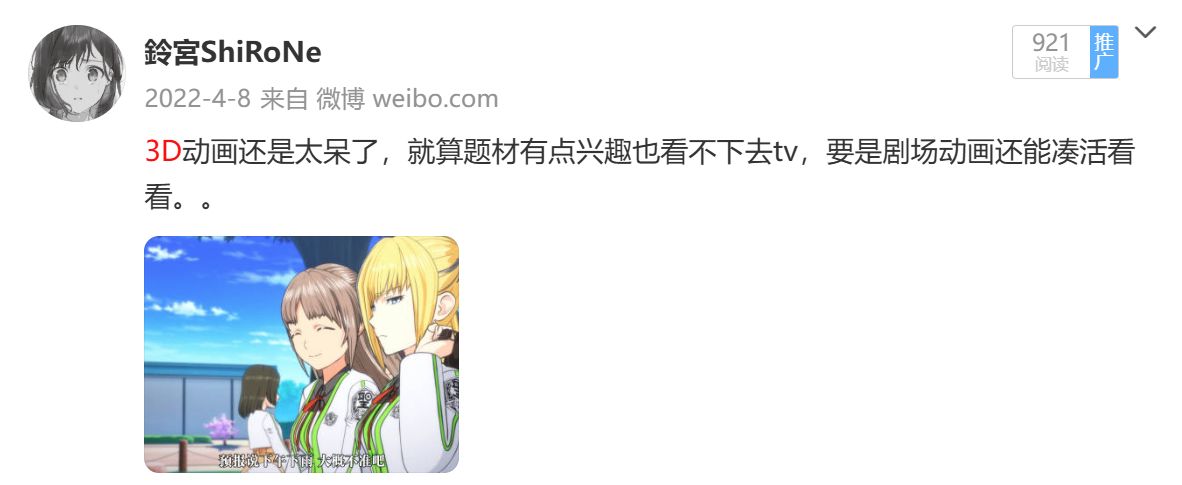 鈴宮ShiRoNe
921
阅读
推广
2022-4-8 来自 微博 weibo.com
3D动画还是太呆了，就算题材有点兴趣也看不下去tv，要是剧场动画还能凑活看
看。。
聖
预报说下午下雨 大概不准吧